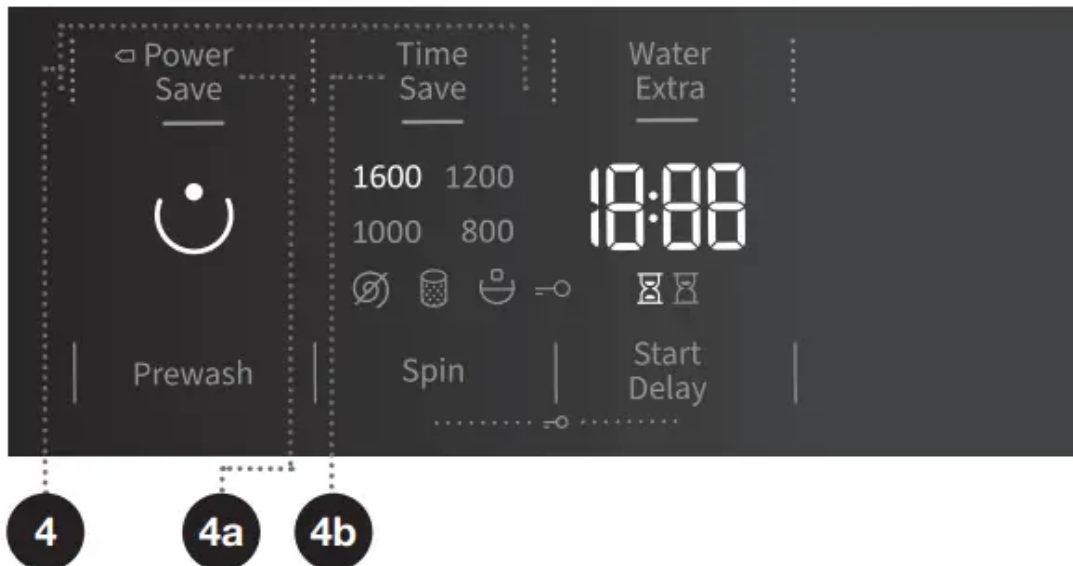 Power Save
Time Save
Water Extra
1600 1200
1000 800
18:88
Prewash
Spin
Start Delay
4
4a
4b